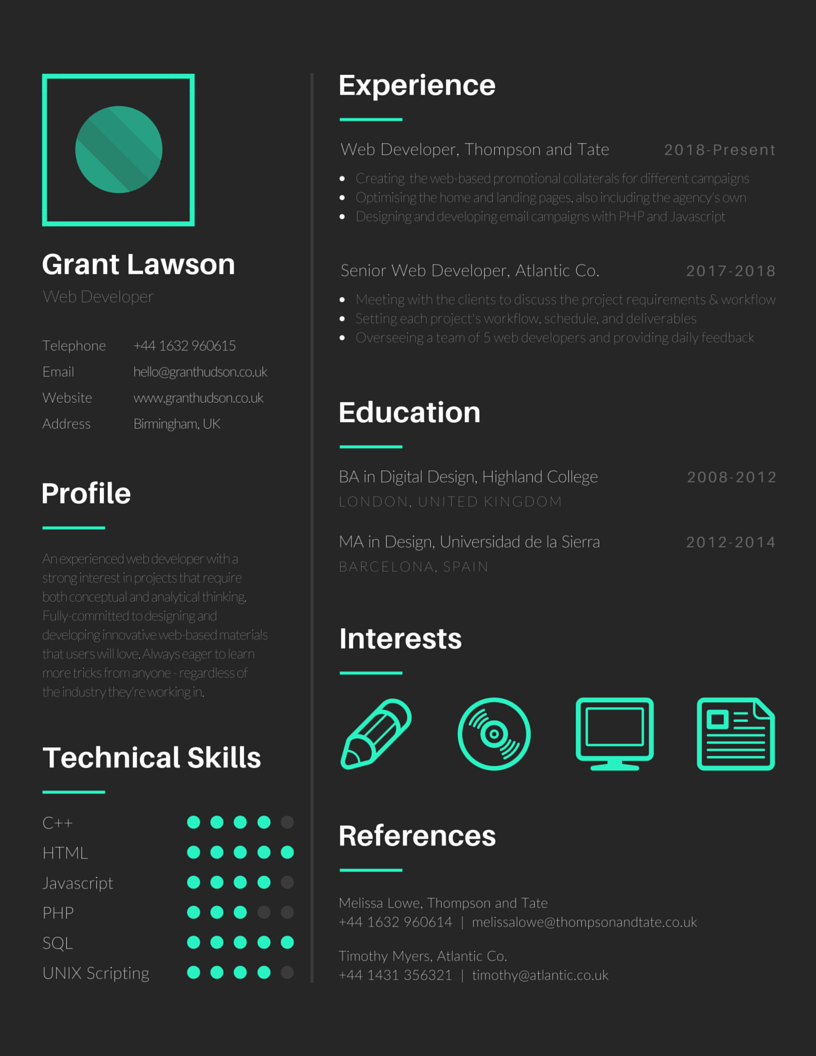 Grant Lawson
Web Developer
Telephone +44 1632 960615
Email hello@granthudson.co.uk
Website www.granthudson.co.uk
Address Birmingham, UK
Profile
An experienced web developer with a
strong interest in projects that require
both conceptual and analytical thinking.
Fully-committed to designing and
developing innovative web-based materials
that users will love. Always eager to learn
more tricks from anyone - regardless of
the industry they're working in.
Technical Skills
C++
HTML
Javascript
PHP
SQL
UNIX Scripting
Experience
Web Developer, Thompson and Tate 2018-Present
• Creating the web-based promotional collaterals for different campaigns
• Optimising the home and landing pages, also including the agency's own
• Designing and developing email campaigns with PHP and Javascript
Senior Web Developer, Atlantic Co. 2017-2018
• Meeting with the clients to discuss the project requirements & workflow
• Setting each project's workflow, schedule, and deliverables
• Overseeing a team of 5 web developers and providing daily feedback
Education
BA in Digital Design, Highland College 2008-2012
LONDON, UNITED KINGDOM
MA in Design, Universidad de la Sierra 2012-2014
BARCELONA, SPAIN
Interests
References
Melissa Lowe, Thompson and Tate
+44 1632 960614 | melissalowe@thompsonandtate.co.uk
Timothy Myers, Atlantic Co.
+44 1431 356321 | timothy@atlantic.co.uk